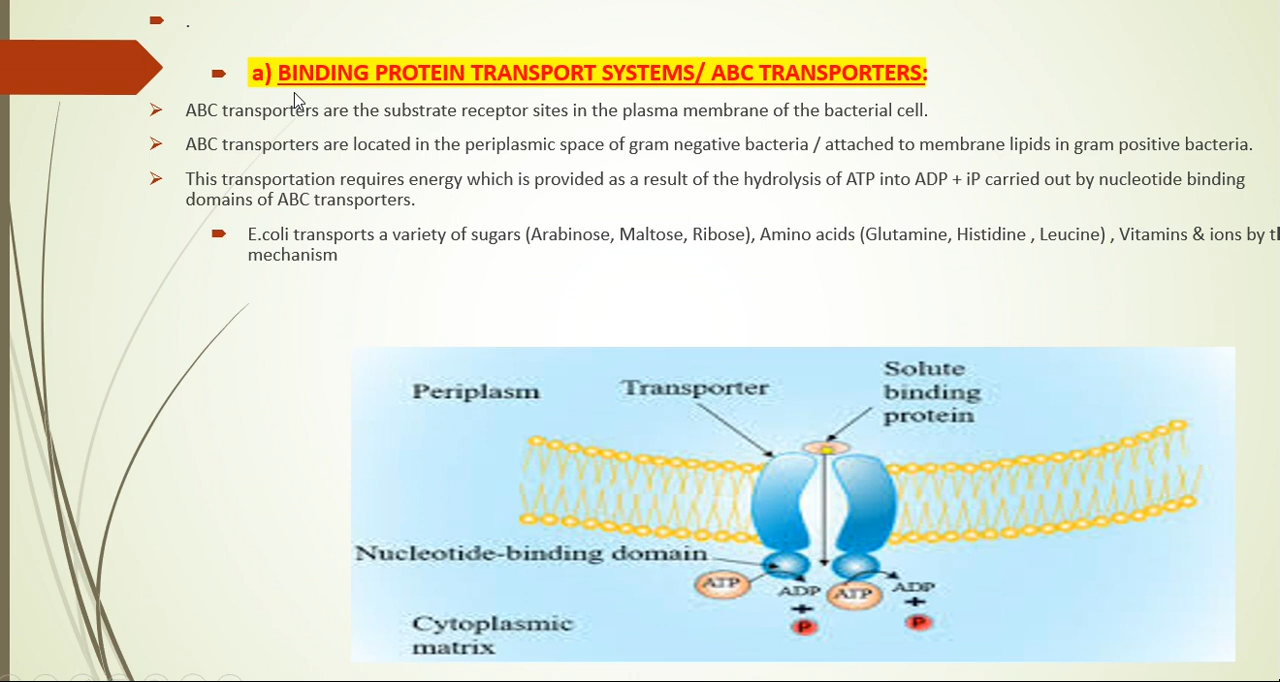 .
a) BINDING PROTEIN TRANSPORT SYSTEMS/ ABC TRANSPORTERS:
ABC transporters are the substrate receptor sites in the plasma membrane of the bacterial cell.
ABC transporters are located in the periplasmic space of gram negative bacteria / attached to membrane lipids in gram positive bacteria.
This transportation requires energy which is provided as a result of the hydrolysis of ATP into ADP + iP carried out by nucleotide binding
domains of ABC transporters.
E.coli transports a variety of sugars (Arabinose, Maltose, Ribose), Amino acids (Glutamine, Histidine , Leucine) , Vitamins & ions by
mechanism
Periplasm
Transporter
Solute
binding
protein
Nucleotide-binding domain
ATP
ADP
+
P
ATP
ADP
+
P
Cytoplasmic
matrix